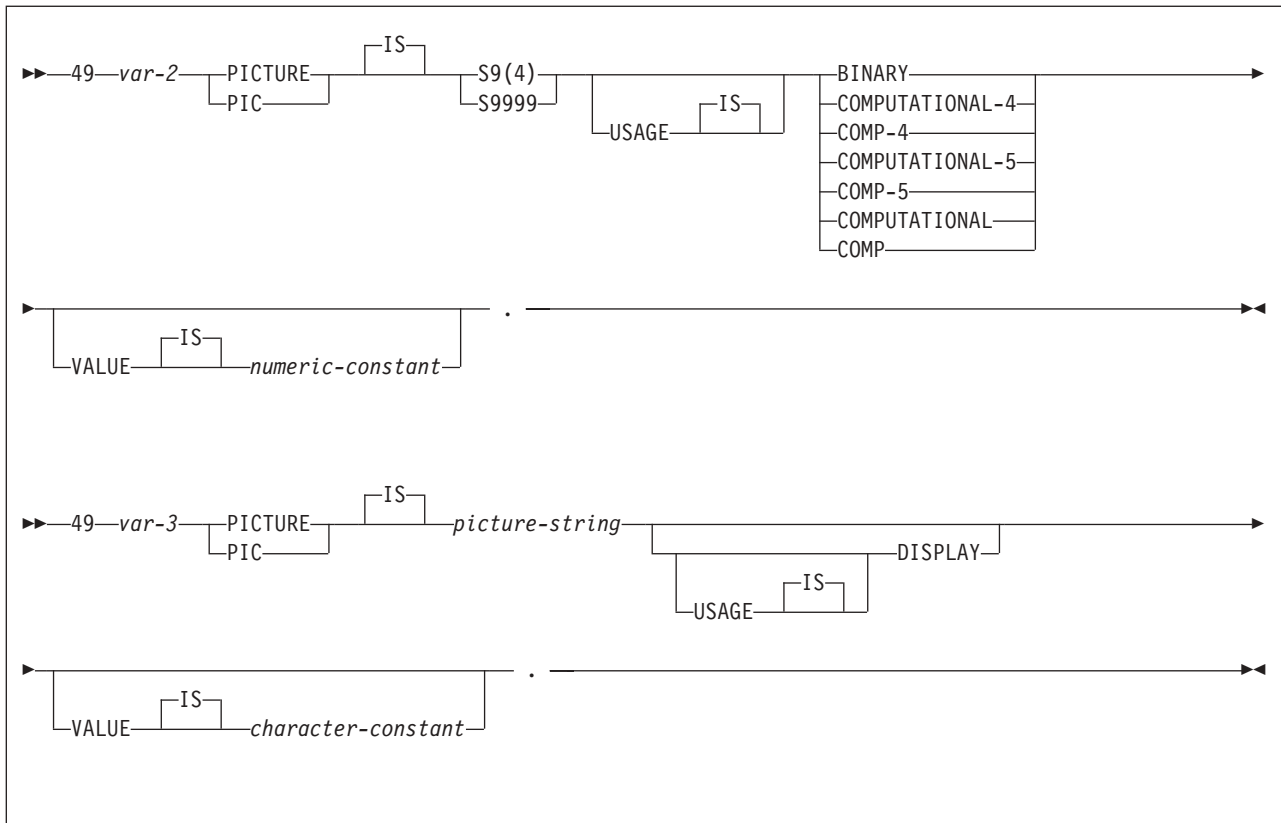 IS
49 var-2 PICTURE S9(4) BINARY
PIC S9999 IS COMPUTATIONAL-4
USAGE COMP-4
COMPUTATIONAL-5
COMP-5
COMPUTATIONAL
COMP
.
IS
VALUE numeric-constant
IS
49 var-3 PICTURE picture-string
PIC DISPLAY
IS
USAGE
.
IS
VALUE character-constant